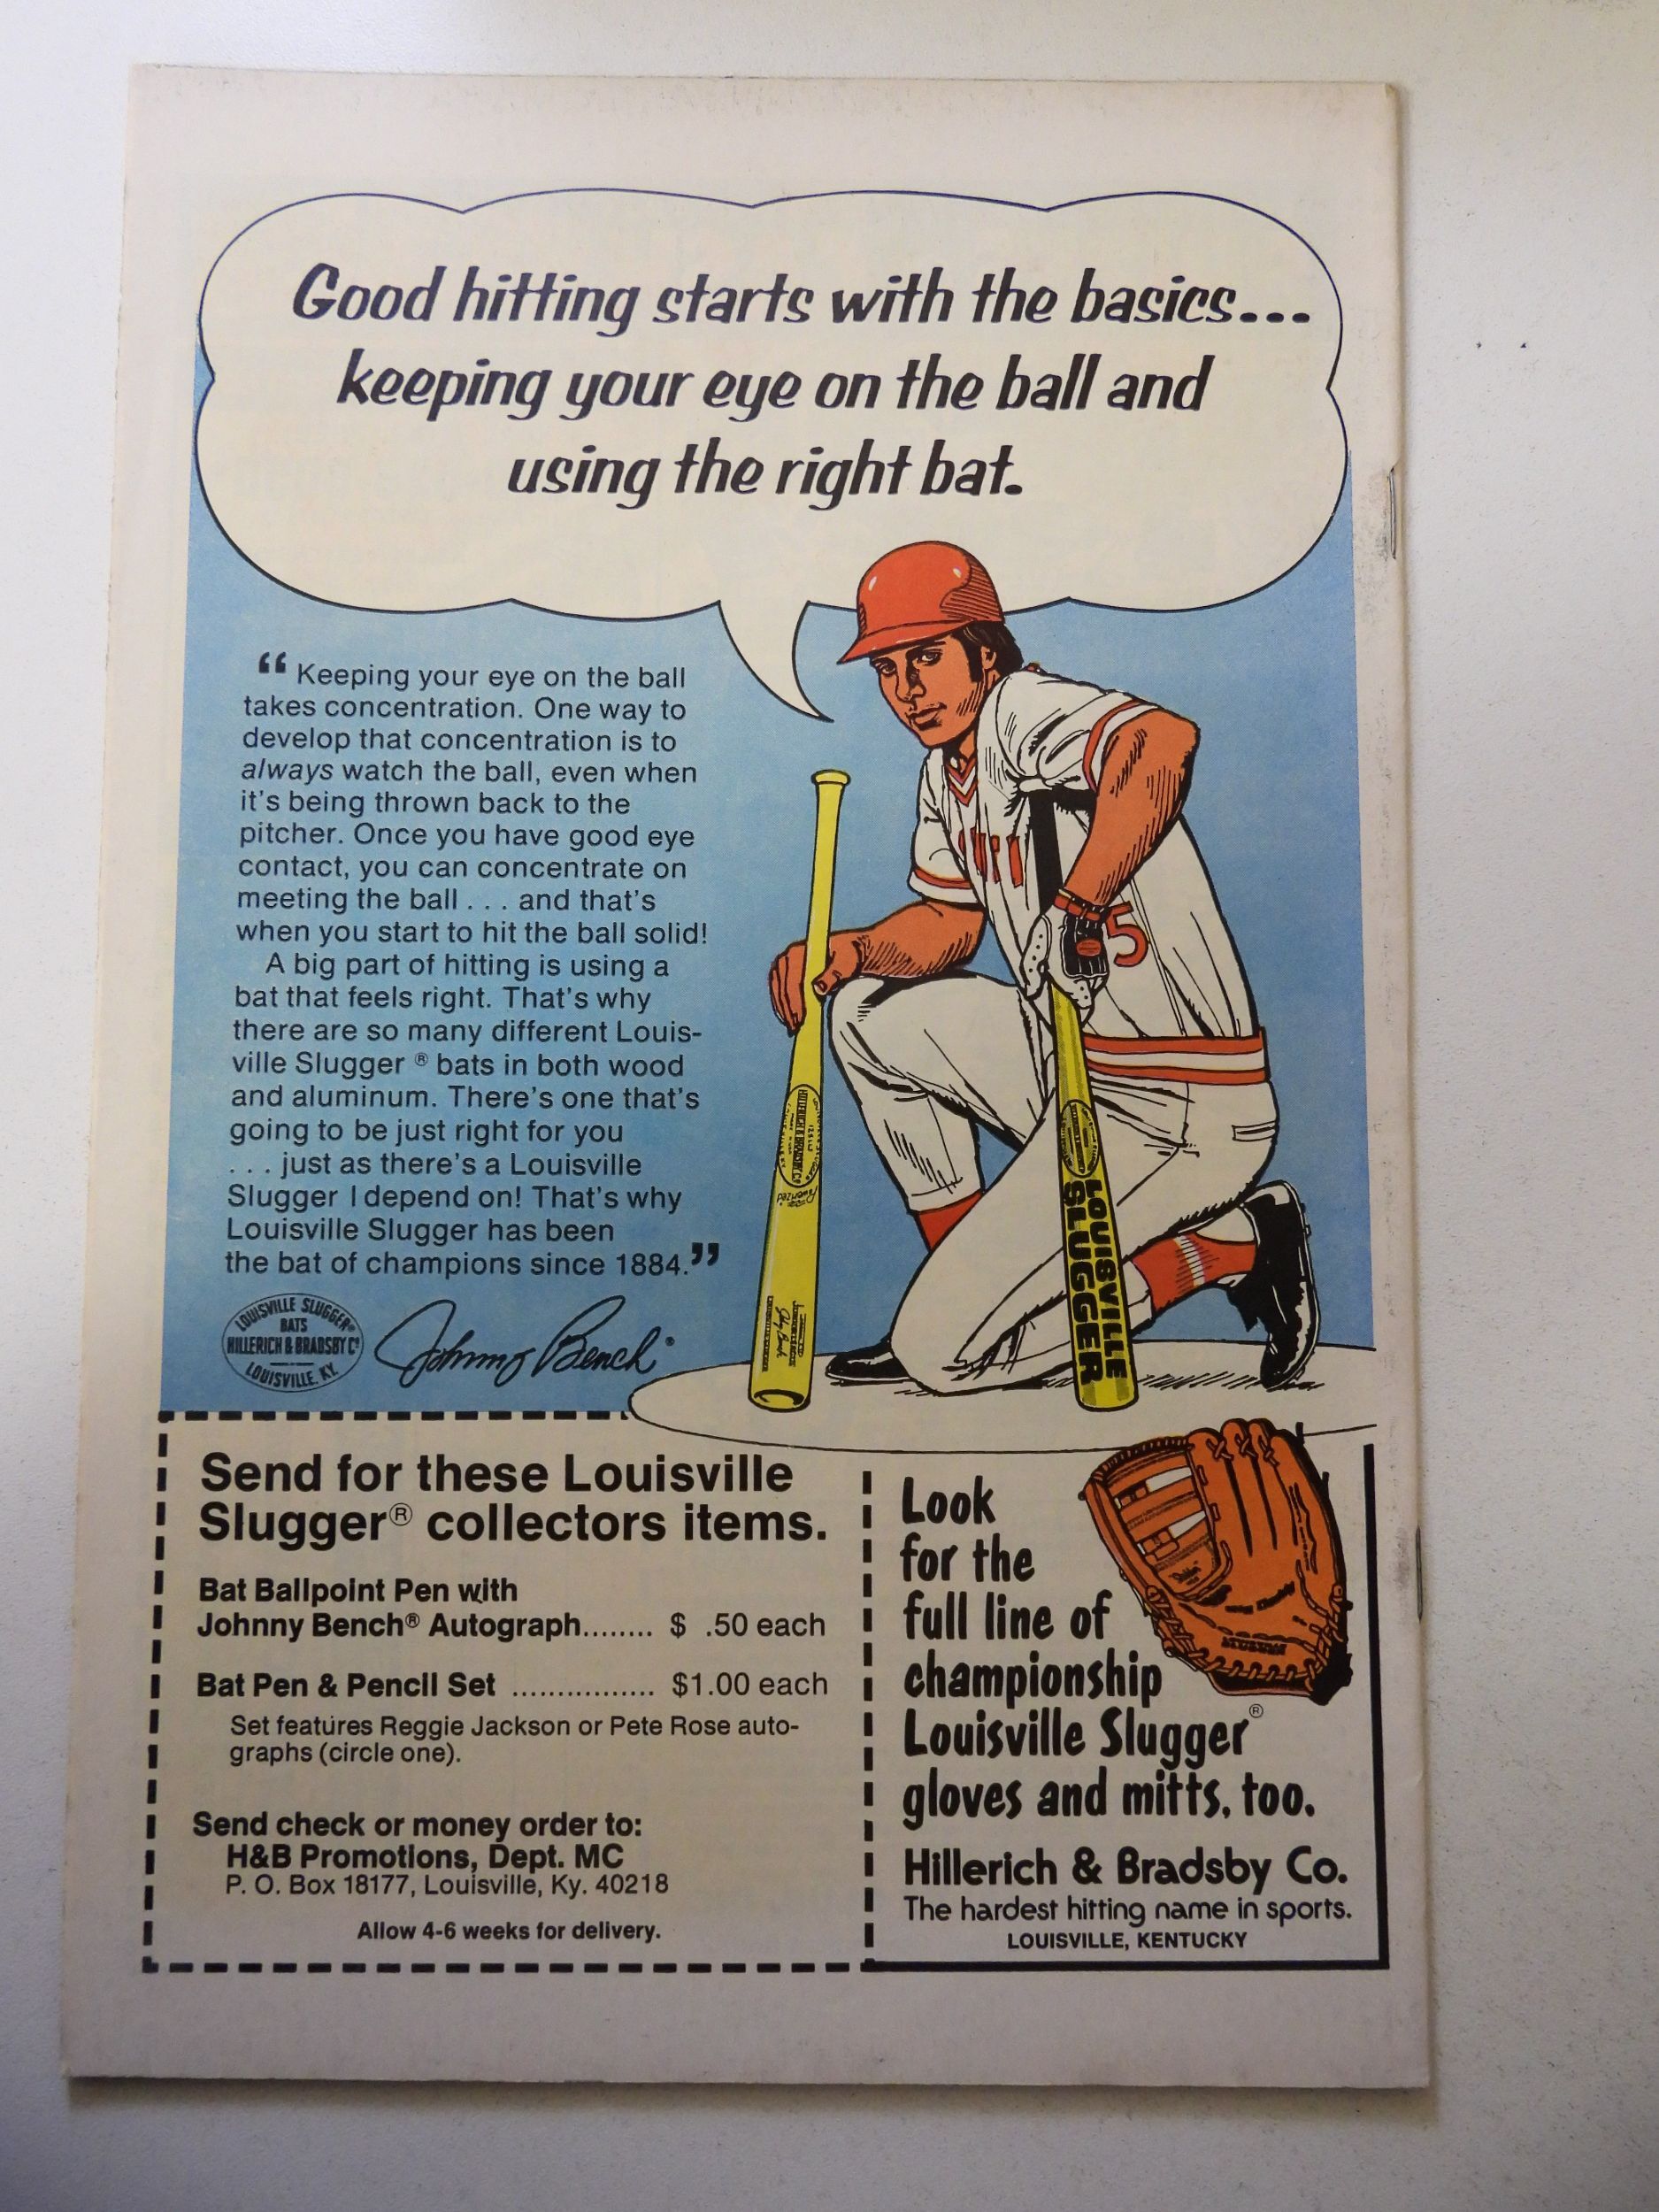 Good hitting starts with the basics...
keeping your eye on the ball and
using the right bat.
“ Keeping your eye on the ball
takes concentration. One way to
develop that concentration is to
always watch the ball, even when
it's being thrown back to the
pitcher. Once you have good eye
contact, you can concentrate on
meeting the ball . . . and that's
when you start to hit the ball solid!
A big part of hitting is using a
bat that feels right. That's why
there are so many different Louis-
ville Slugger ® bats in both wood
and aluminum. There's one that's
going to be just right for you
. . . just as there's a Louisville
Slugger I depend on! That's why
Louisville Slugger has been
the bat of champions since 1884.”
LOUISVILLE SLUGGER®
BATS
HILLERICH & BRADSBY Cº
LOUISVILLE, KY.
Johnny Bench
5
HILLERICH & BRADSBY Cº
LOUISVILLE
SLUGGER
Send for these Louisville
Slugger® collectors items.
Bat Ballpoint Pen with
Johnny Bench® Autograph........ $ .50 each
Bat Pen & Pencil Set ................ $1.00 each
Set features Reggie Jackson or Pete Rose auto-
graphs (circle one).
Send check or money order to:
H&B Promotions, Dept. MC
P. O. Box 18177, Louisville, Ky. 40218
Allow 4-6 weeks for delivery.
Look
for the
full line of
championship
Louisville Slugger®
gloves and mitts, too.
Hillerich & Bradsby Co.
The hardest hitting name in sports.
LOUISVILLE, KENTUCKY